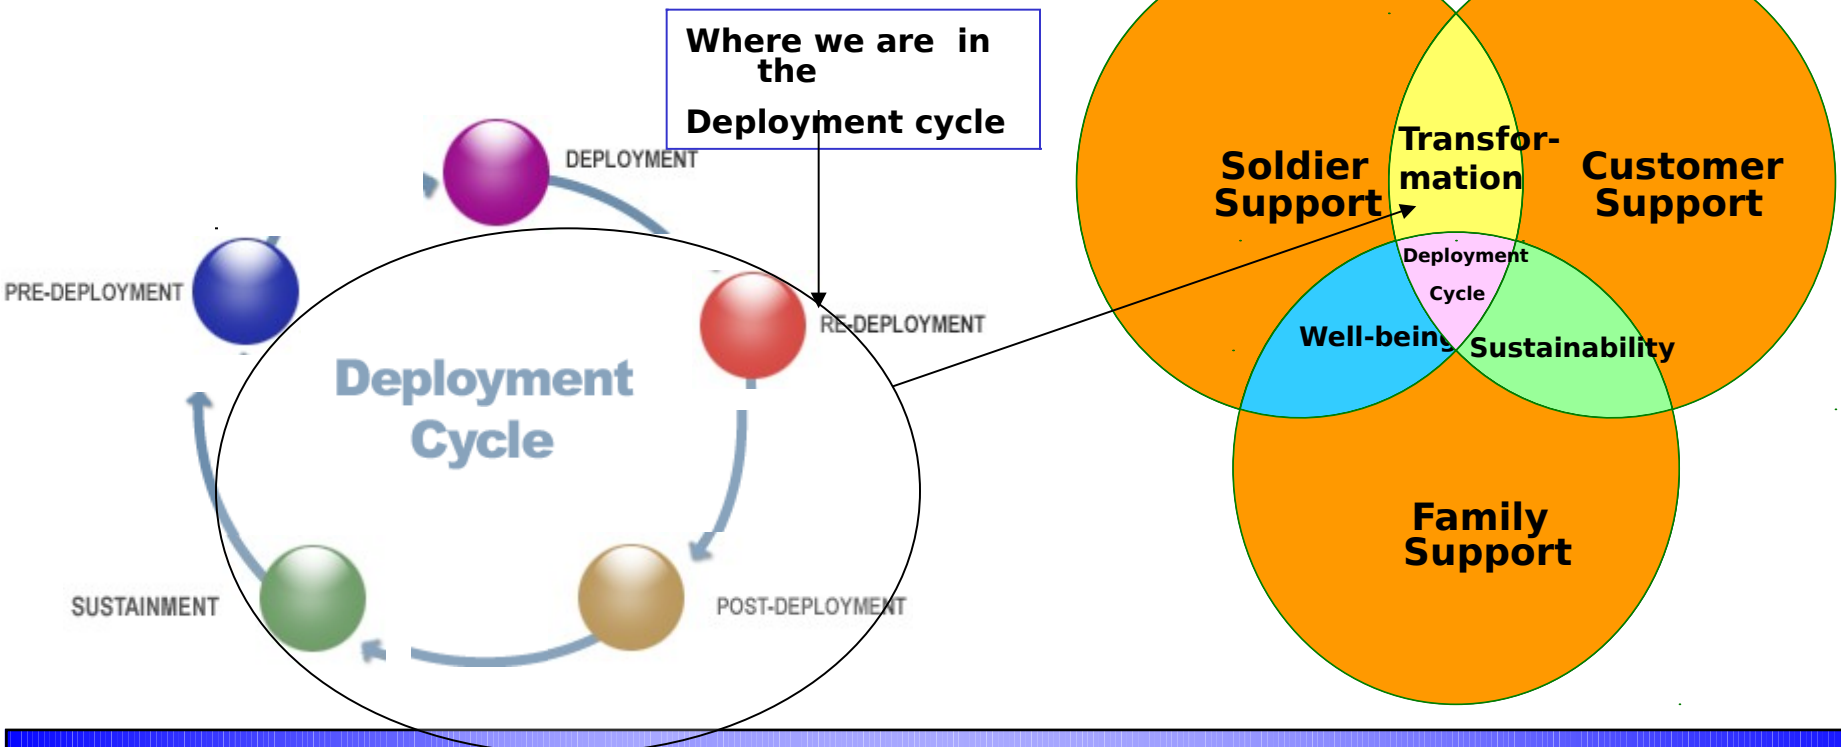 Where we are  in
the
Deployment cycle
DEPLOYMENT
PRE-DEPLOYMENT
RE-DEPLOYMENT
Deployment
Cycle
SUSTAINMENT
POST-DEPLOYMENT
Soldier
Support
Transfor-
mation
Customer
Support
Deployment
Cycle
Well-being
Sustainability
Family
Support